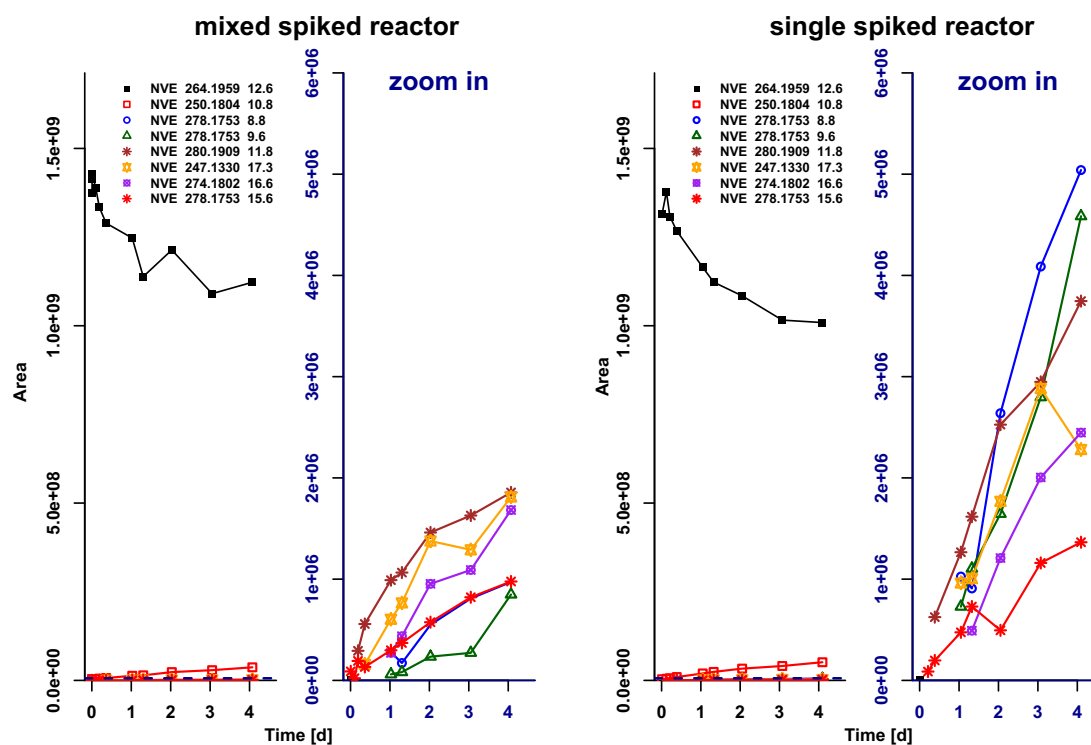 mixed spiked reactor
single spiked reactor
zoom in
NVE 264.1959 12.6
NVE 250.1804 10.8
NVE 278.1753 8.8
NVE 278.1753 9.6
NVE 280.1909 11.8
NVE 247.1330 17.3
NVE 274.1802 16.6
NVE 278.1753 15.6
Area
0.0e+00
5.0e+08
1.0e+09
1.5e+09
0 1 2 3 4
0e+00
1e+06
2e+06
3e+06
4e+06
5e+06
6e+06
0 1 2 3 4
Time [d]
zoom in
NVE 264.1959 12.6
NVE 250.1804 10.8
NVE 278.1753 8.8
NVE 278.1753 9.6
NVE 280.1909 11.8
NVE 247.1330 17.3
NVE 274.1802 16.6
NVE 278.1753 15.6
Area
0.0e+00
5.0e+08
1.0e+09
1.5e+09
0 1 2 3 4
0e+00
1e+06
2e+06
3e+06
4e+06
5e+06
6e+06
0 1 2 3 4
Time [d]